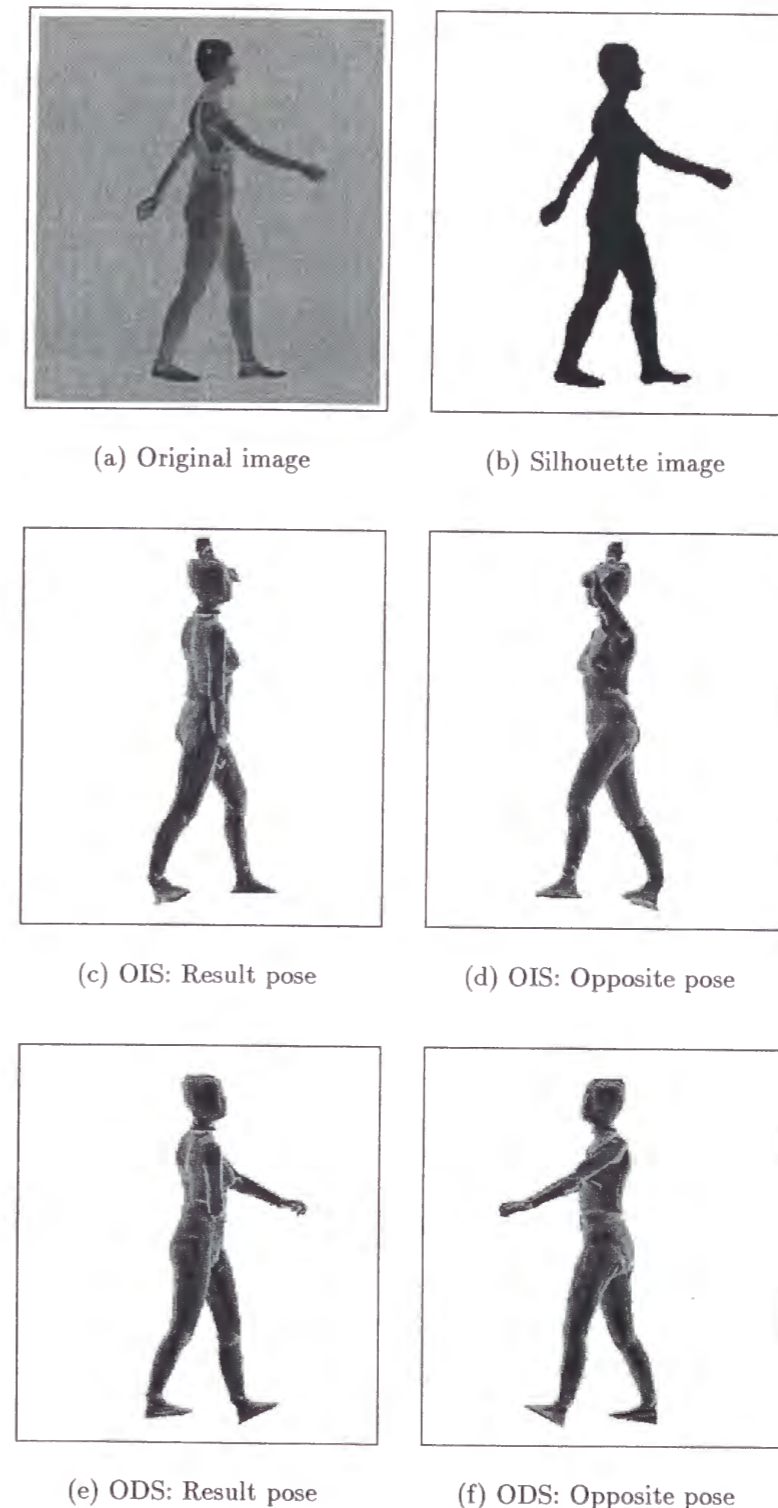 (a) Original image
(b) Silhouette image
(c) OIS: Result pose
(d) OIS: Opposite pose
(e) ODS: Result pose
(f) ODS: Opposite pose